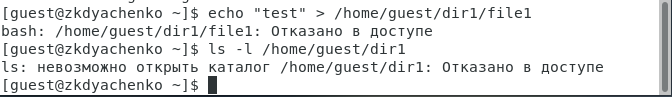 [guest@zkdyachenko ~]$ echo "test" > /home/guest/dir1/file1
bash: /home/guest/dir1/file1: Отказано в доступе
[guest@zkdyachenko ~]$ ls -l /home/guest/dir1
ls: невозможно открыть каталог /home/guest/dir1: Отказано в доступе
[guest@zkdyachenko ~]$